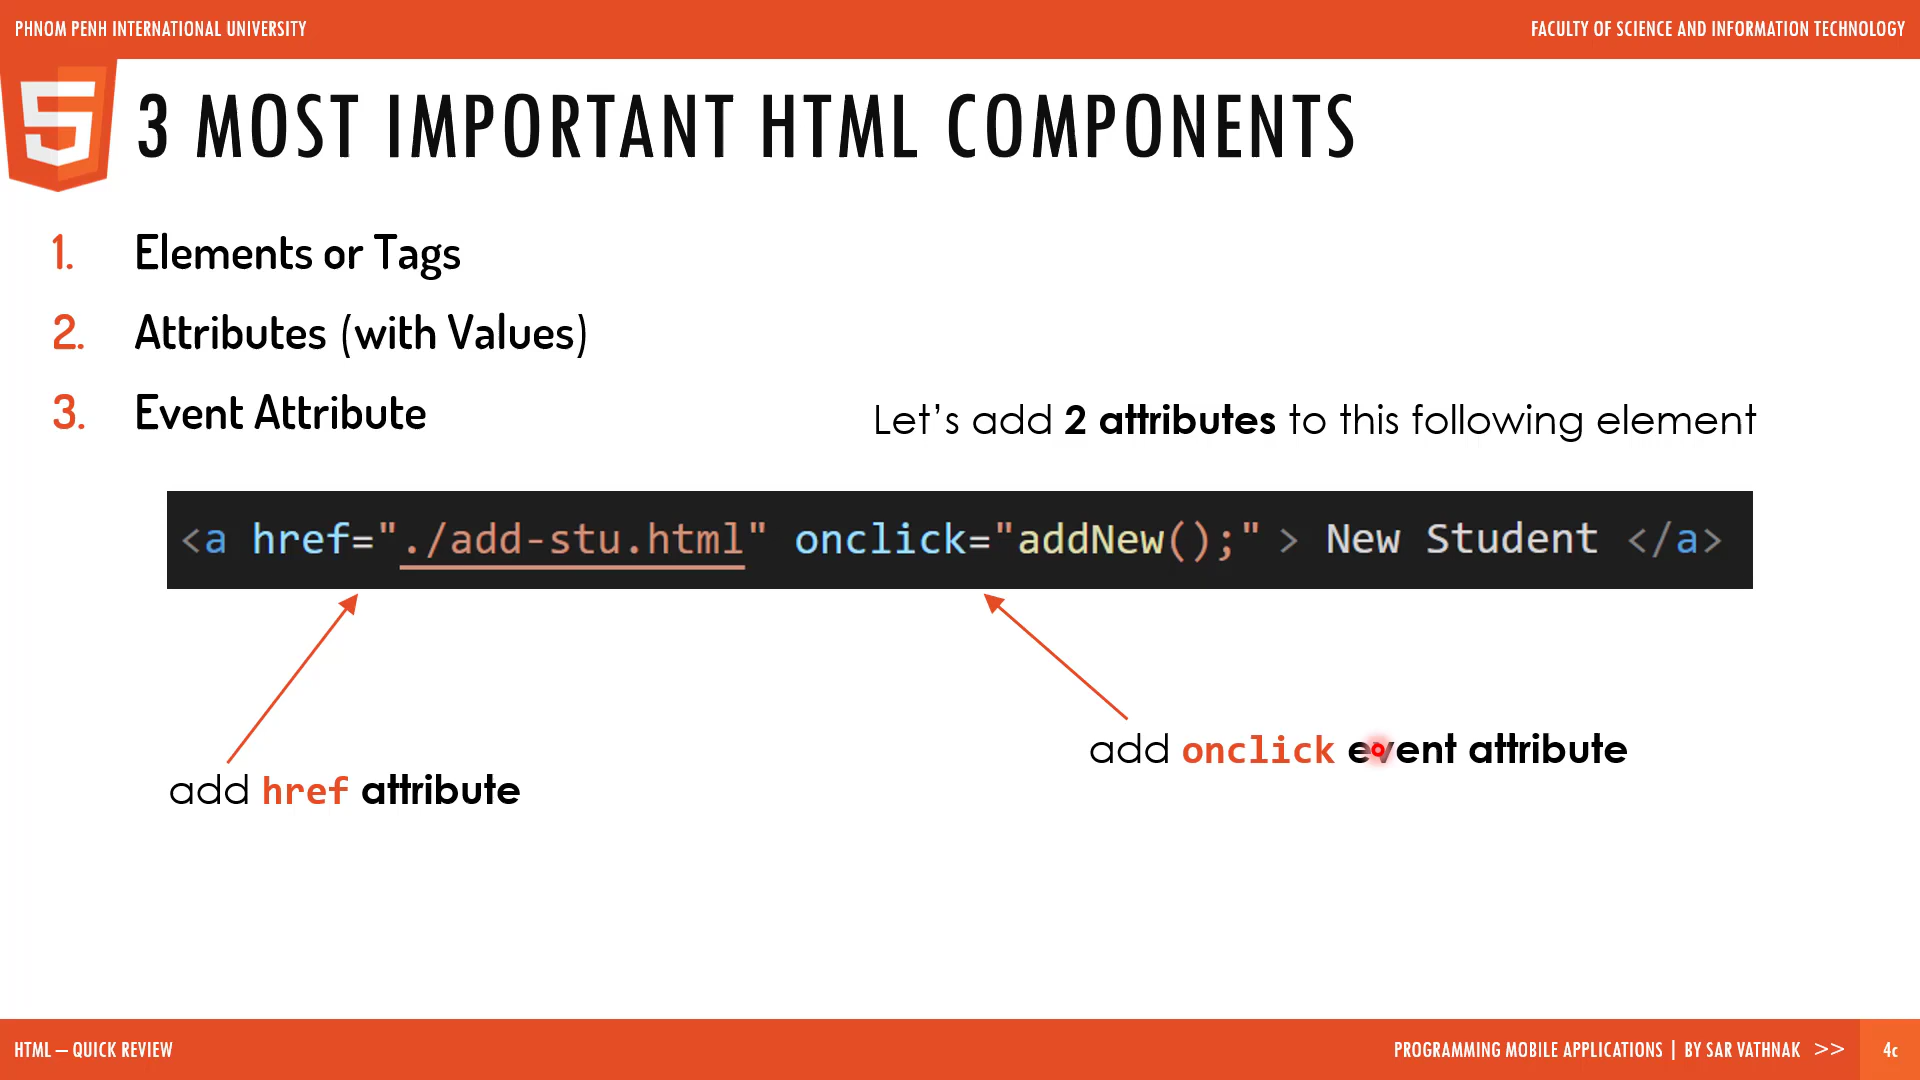 PHNOM PENH INTERNATIONAL UNIVERSITY
FACULTY OF SCIENCE AND INFORMATION TECHNOLOGY
3 MOST IMPORTANT HTML COMPONENTS
1. Elements or Tags
2. Attributes (with Values)
3. Event Attribute
Let's add 2 attributes to this following element
<a href="./add-stu.html" onclick="addNew();" > New Student </a>
add onclick event attribute
add href attribute
HTML – QUICK REVIEW
PROGRAMMING MOBILE APPLICATIONS | BY SAR VATHNAK >> 4c